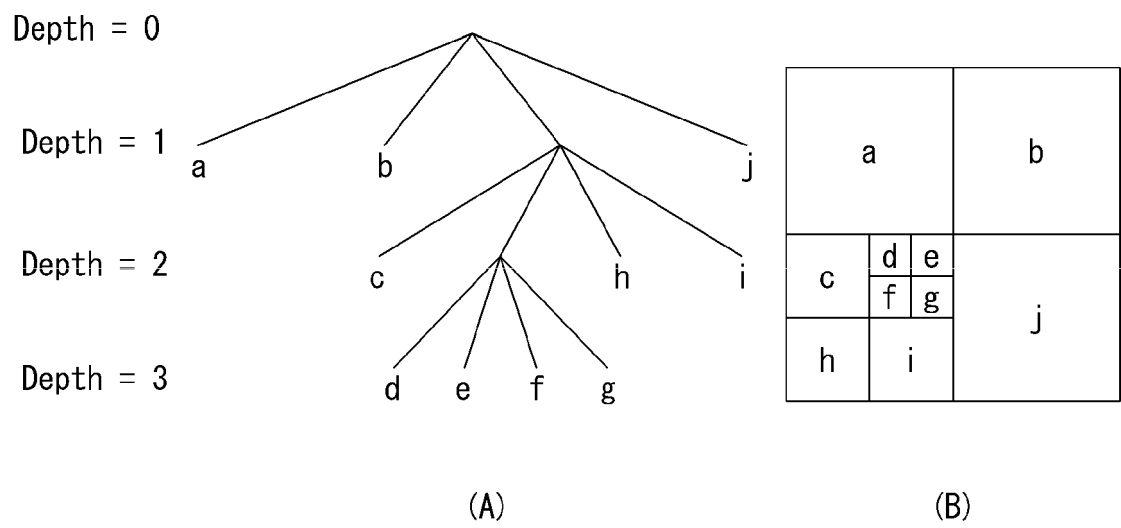 Depth = 0
Depth = 1
a b j
Depth = 2
c h i
Depth = 3
d e f g
(A)
a b
c d e
f g
j
h i
(B)